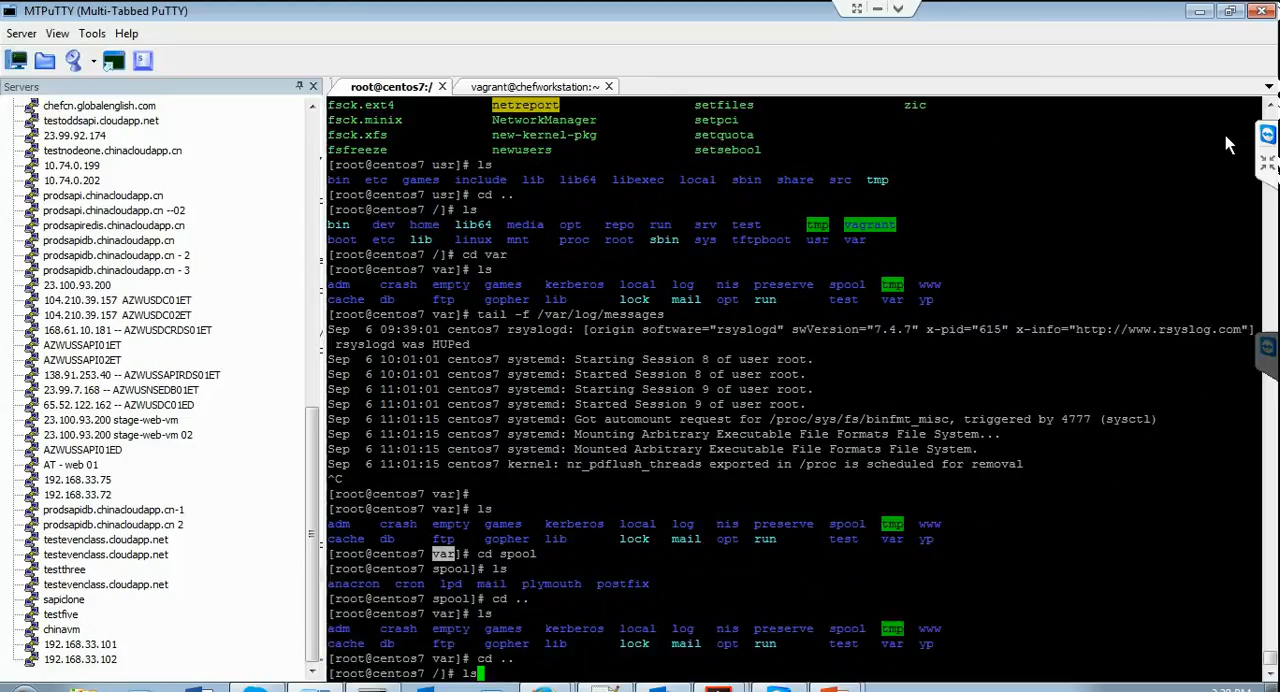 MTPuTTY (Multi-Tabbed PuTTY)
Server View Tools Help
Servers
root@centos7:/ vagrant@chefworkstation:~
chefcn.globalenglish.com
testoddsapi.cloudapp.net
23.99.92.174
testnodeone.chinacloudapp.cn
10.74.0.199
10.74.0.202
prodsapi.chinacloudapp.cn
prodsapi.chinacloudapp.cn --02
prodsapiredis.chinacloudapp.cn
prodsapidb.chinacloudapp.cn
prodsapidb.chinacloudapp.cn - 2
prodsapidb.chinacloudapp.cn - 3
23.100.93.200
104.210.39.157 AZWUSDC01ET
104.210.39.157 AZWUSDC02ET
168.61.10.181 -- AZWUSDCRDS01ET
AZWUSSAPI01ET
AZWUSSAPI02ET
138.91.253.40 -- AZWUSSAPIRDS01ET
23.99.7.168 -- AZWUSNSEDB01ET
65.52.122.162 -- AZWUSDC01ED
23.100.93.200 stage-web-vm
23.100.93.200 stage-web-vm 02
AZWUSSAPI01ED
AT - web 01
192.168.33.75
192.168.33.72
prodsapidb.chinacloudapp.cn-1
prodsapidb.chinacloudapp.cn 2
testevenclass.cloudapp.net
testevenclass.cloudapp.net
testthree
testevenclass.cloudapp.net
sapiclone
testfive
chinavm
192.168.33.101
192.168.33.102
fsck.ext4 netreport setfiles zic
fsck.minix NetworkManager setpci
fsck.xfs new-kernel-pkg setquota
fsfreeze newusers setsebool
[root@centos7 usr]# ls
bin etc games include lib lib64 libexec local sbin share src tmp
[root@centos7 usr]# cd ..
[root@centos7 /]# ls
bin dev home lib64 media opt repo run srv test tmp vagrant
boot etc lib linux mnt proc root sbin sys tftpboot usr var
[root@centos7 /]# cd var
[root@centos7 var]# ls
adm crash empty games kerberos local log nis preserve spool tmp www
cache db ftp gopher lib lock mail opt run test var yp
[root@centos7 var]# tail -f /var/log/messages
Sep 6 09:39:01 centos7 rsyslogd: [origin software="rsyslogd" swVersion="7.4.7" x-pid="615" x-info="http://www.rsyslog.com"]
rsyslogd was HUPed
Sep 6 10:01:01 centos7 systemd: Starting Session 8 of user root.
Sep 6 10:01:01 centos7 systemd: Started Session 8 of user root.
Sep 6 11:01:01 centos7 systemd: Starting Session 9 of user root.
Sep 6 11:01:01 centos7 systemd: Started Session 9 of user root.
Sep 6 11:01:15 centos7 systemd: Got automount request for /proc/sys/fs/binfmt_misc, triggered by 4777 (sysctl)
Sep 6 11:01:15 centos7 systemd: Mounting Arbitrary Executable File Formats File System...
Sep 6 11:01:15 centos7 systemd: Mounted Arbitrary Executable File Formats File System.
Sep 6 11:01:15 centos7 kernel: nr_pdflush_threads exported in /proc is scheduled for removal
^C
[root@centos7 var]#
[root@centos7 var]# ls
adm crash empty games kerberos local log nis preserve spool tmp www
cache db ftp gopher lib lock mail opt run test var yp
[root@centos7 var]# cd spool
[root@centos7 spool]# ls
anacron cron lpd mail plymouth postfix
[root@centos7 spool]# cd ..
[root@centos7 var]# ls
adm crash empty games kerberos local log nis preserve spool tmp www
cache db ftp gopher lib lock mail opt run test var yp
[root@centos7 var]# cd ..
[root@centos7 /]# ls